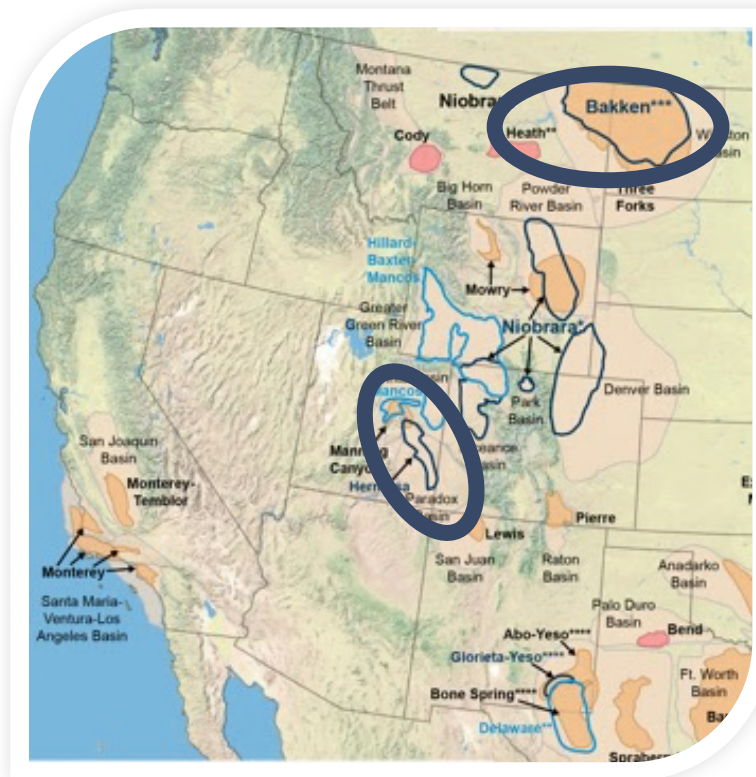 Montana
Thrust
Belt
Niobra
Bakken***
Cody
Heath**
Big Horn
Basin
Powder
River Basin
Three
Forks
Hillard-
Baxter-
Mancos
Mowry
Greater
Green River
Basin
Niobrara*
Park
Basin
Denver Basin
Mancos
San Joaquin
Basin
Monterey-
Temblor
Paradox
Pierre
Lewis
San Juan
Basin
Raton
Basin
Anadarko
Basin
Monterey
Santa Maria-
Ventura-Los
Angeles Basin
Palo Duro
Basin
Bend
Abo-Yeso****
Glorieta-Yeso****
Bone Spring****
Delaware**
Ft. Worth
Basin